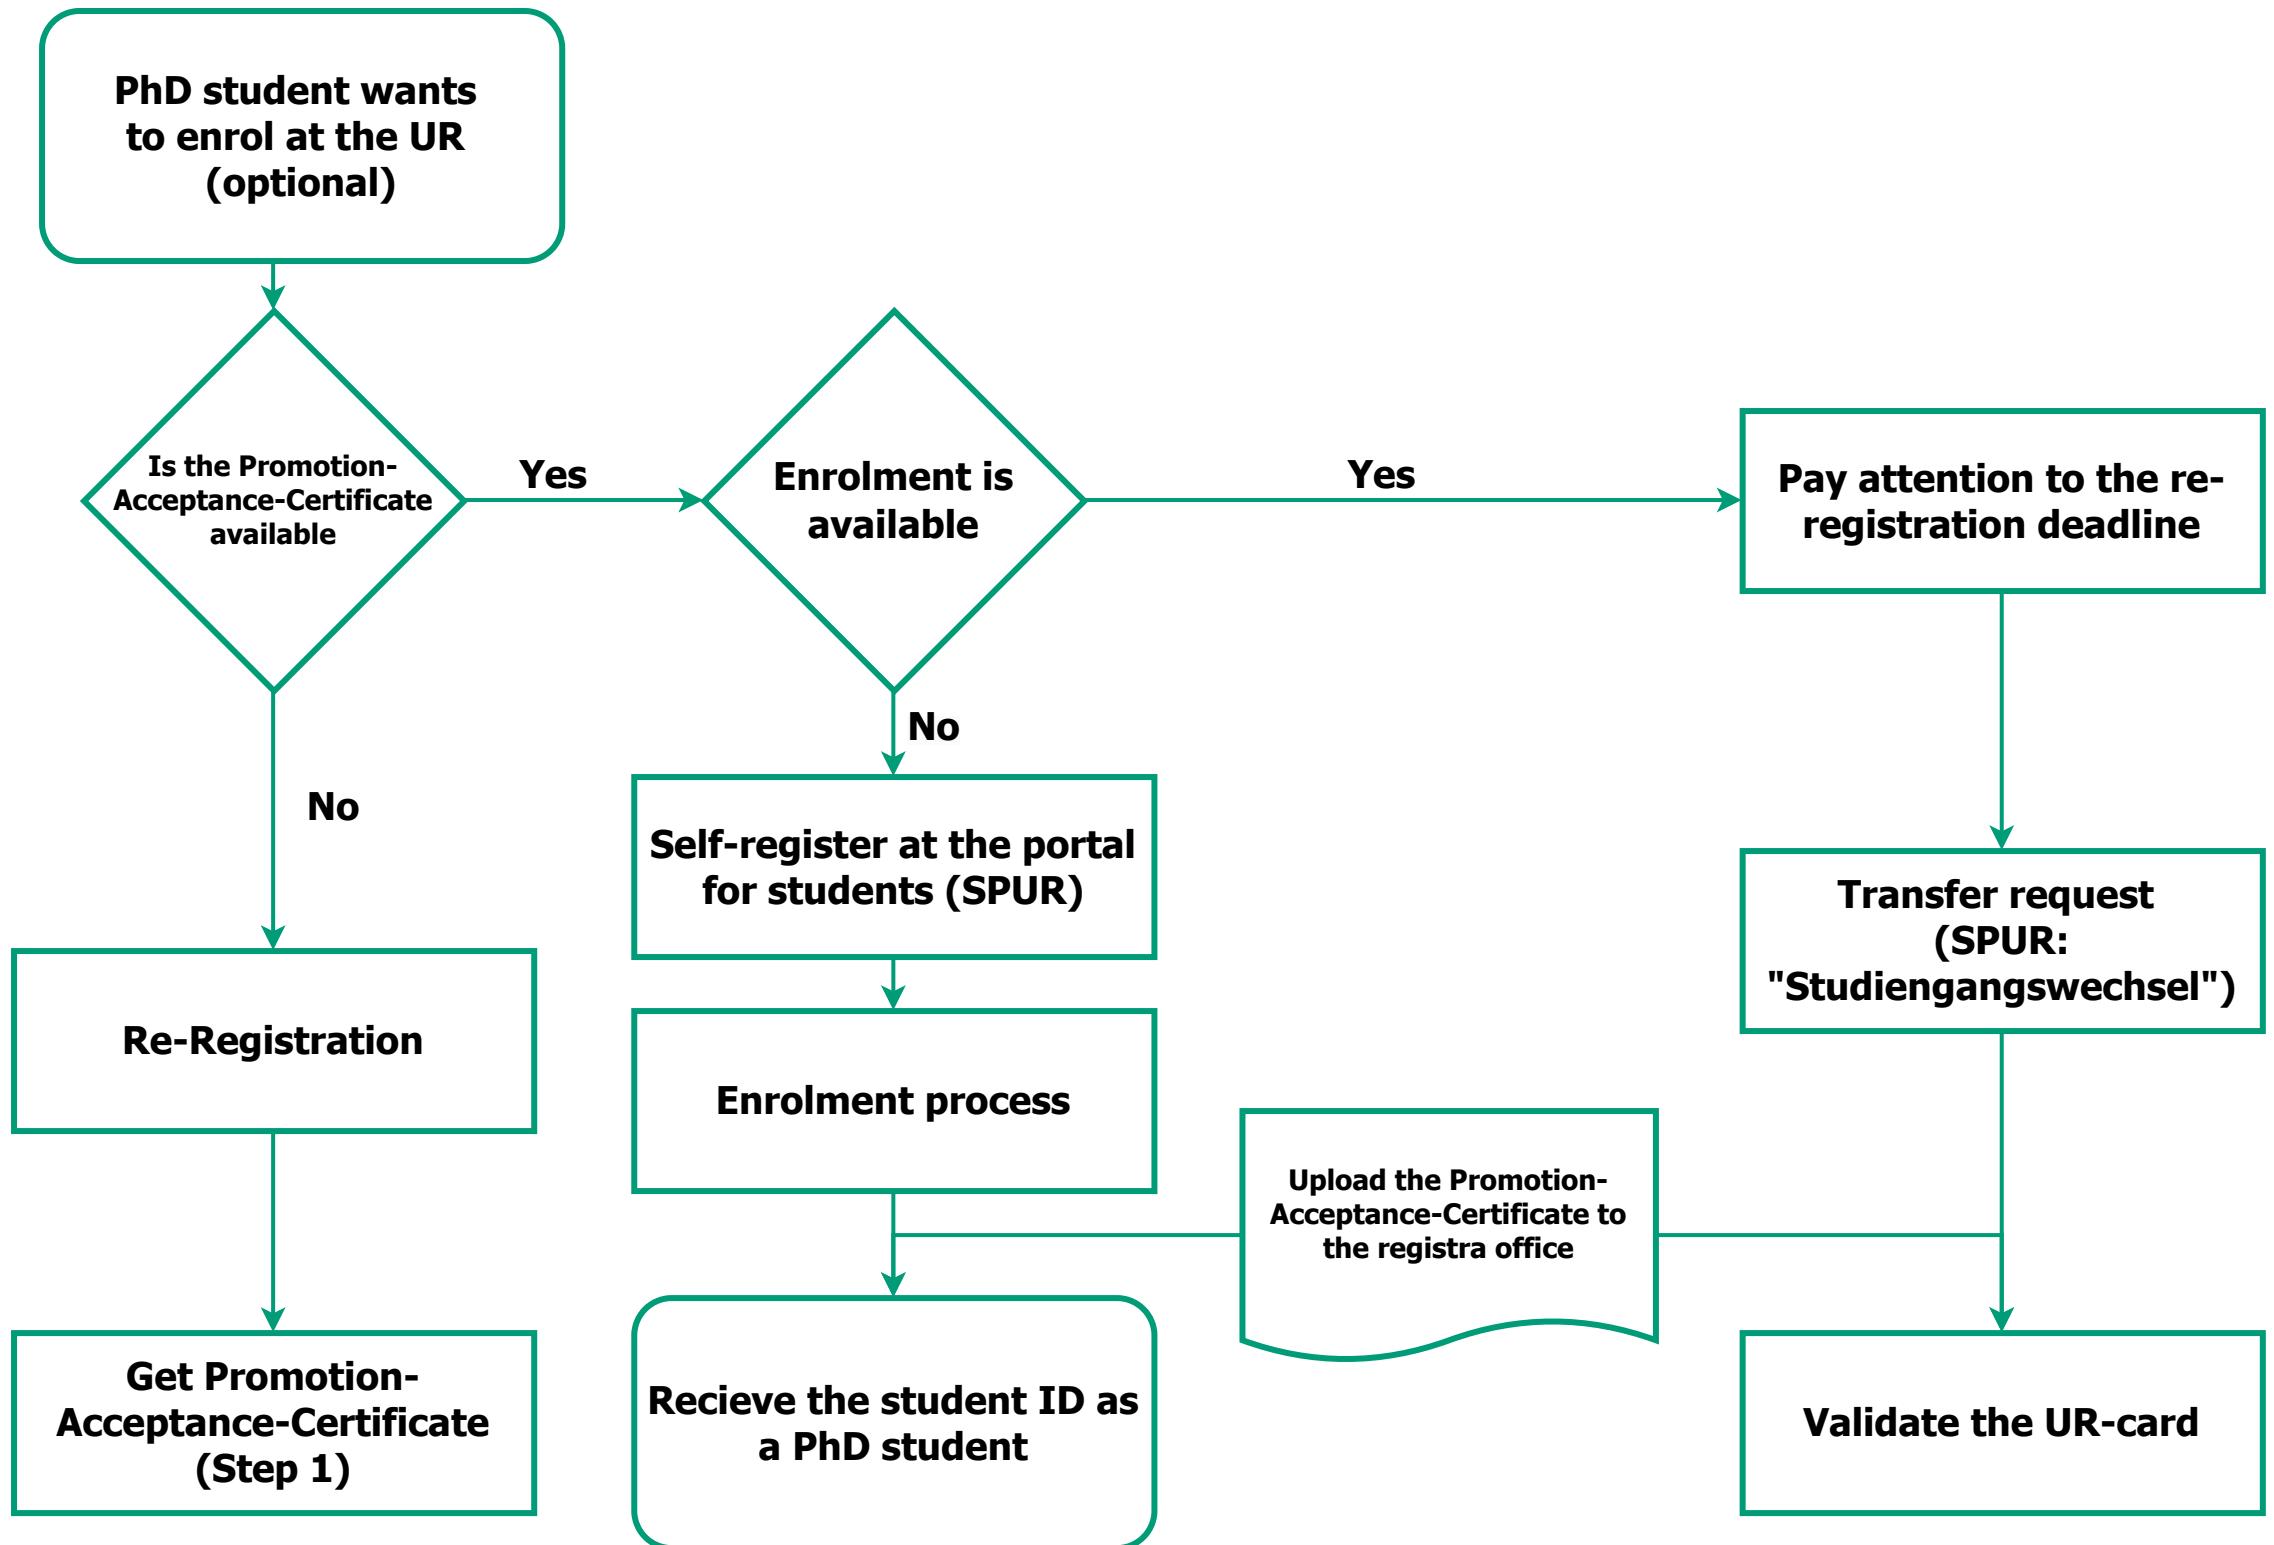 PhD student wants
to enrol at the UR
(optional)
Is the Promotion-
Acceptance-Certificate
available
Yes
Enrolment is
available
Yes
Pay attention to the re-
registration deadline
No
No
Self-register at the portal
for students (SPUR)
Transfer request
(SPUR:
"Studiengangswechsel")
Re-Registration
Enrolment process
Upload the Promotion-
Acceptance-Certificate to
the registra office
Get Promotion-
Acceptance-Certificate
(Step 1)
Recieve the student ID as
a PhD student
Validate the UR-card